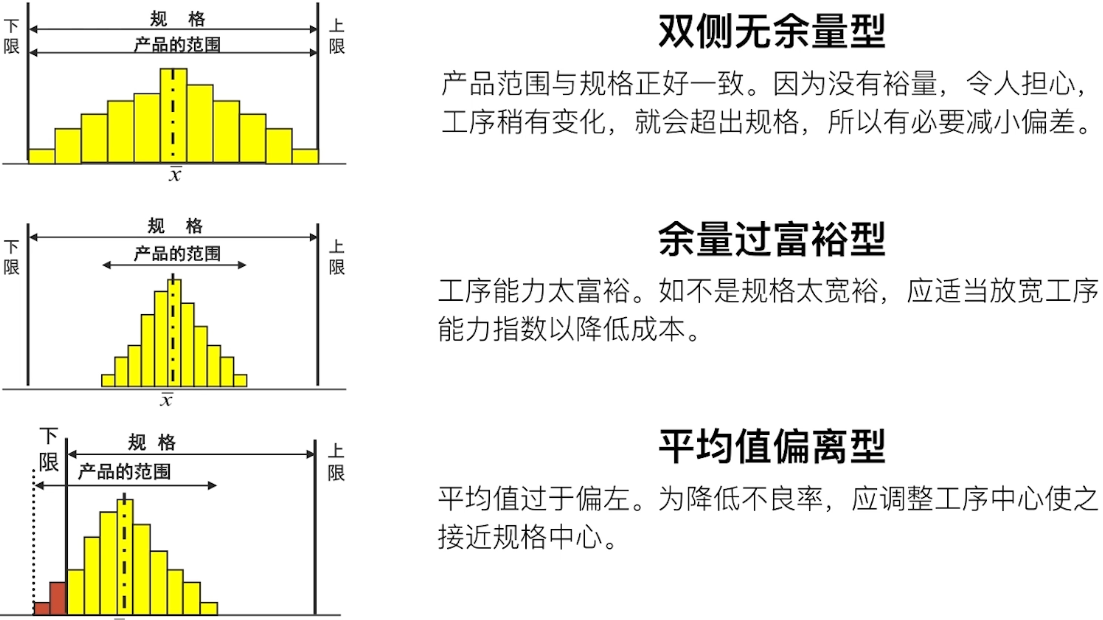 规 格
产品的范围
下限
上限
x̄
双侧无余量型
产品范围与规格正好一致。因为没有裕量，令人担心，
工序稍有变化，就会超出规格，所以有必要减小偏差。
规 格
产品的范围
下限
上限
x̄
余量过富裕型
工序能力太富裕。如不是规格太宽裕，应适当放宽工序
能力指数以降低成本。
规 格
产品的范围
下限
上限
平均值偏离型
平均值过于偏左。为降低不良率，应调整工序中心使之
接近规格中心。